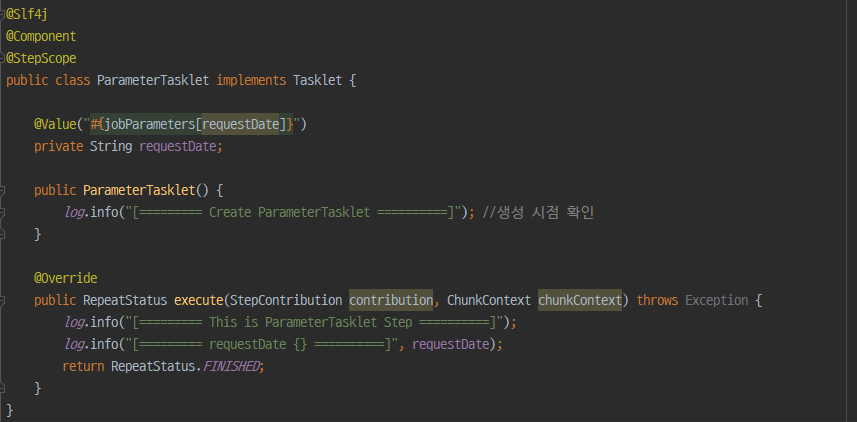 @Slf4j
@Component
@StepScope
public class ParameterTasklet implements Tasklet {
@Value("#{jobParameters[requestDate]}")
private String requestDate;
public ParameterTasklet() {
log.info("[========= Create ParameterTasklet ==========]"); //생성 시점 확인
}
@Override
public RepeatStatus execute(StepContribution contribution, ChunkContext chunkContext) throws Exception {
log.info("[========= This is ParameterTasklet Step ==========]");
log.info("[========= requestDate {} ==========]", requestDate);
return RepeatStatus.FINISHED;
}
}